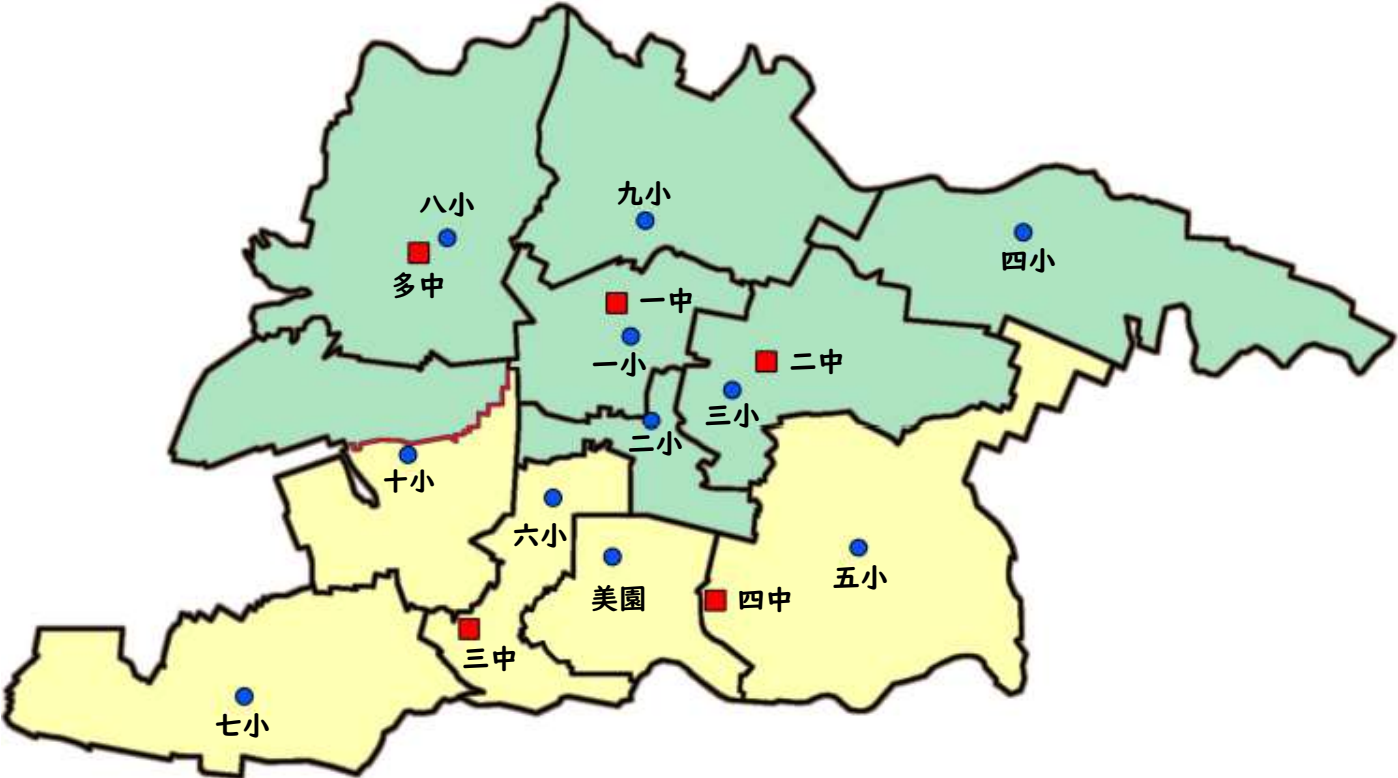 八小
九小
四小
多中
一中
一小
二中
三小
二小
十小
六小
五小
美園
四中
三中
七小